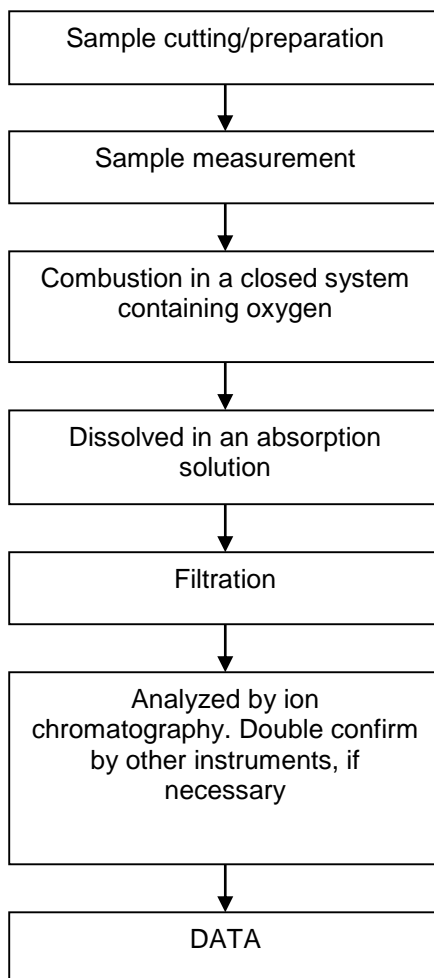 Sample cutting/preparation
Sample measurement
Combustion in a closed system
containing oxygen
Dissolved in an absorption
solution
Filtration
Analyzed by ion
chromatography. Double confirm
by other instruments, if
necessary
DATA